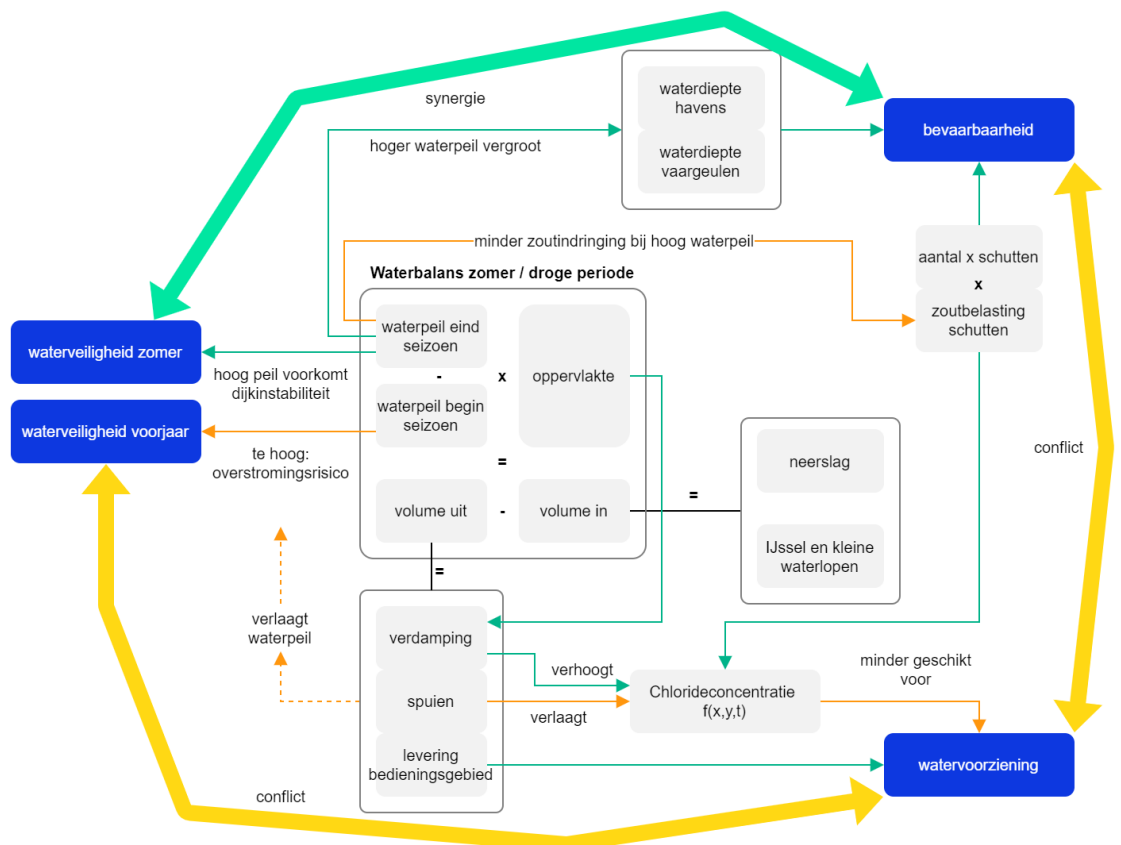 synergie
waterdiepte
havens
bevaarbaarheid
hoger waterpeil vergroot
waterdiepte
vaargeulen
minder zoutindringing bij hoog waterpeil
aantal x schutten
x
zoutbelasting
schutten
Waterbalans zomer / droge periode
waterpeil eind
seizoen
waterveiligheid zomer
hoog peil voorkomt
dijkinstabiliteit
-
x
oppervlakte
waterpeil begin
seizoen
waterveiligheid voorjaar
te hoog:
overstromingsrisico
=
conflict
neerslag
volume uit
-
volume in
=
IJssel en kleine
waterlopen
=
verlaagt
waterpeil
verdamping
verhoogt
minder geschikt
voor
spuien
verlaagt
Chlorideconcentratie
f(x,y,t)
levering
bedieningsgebied
watervoorziening
conflict